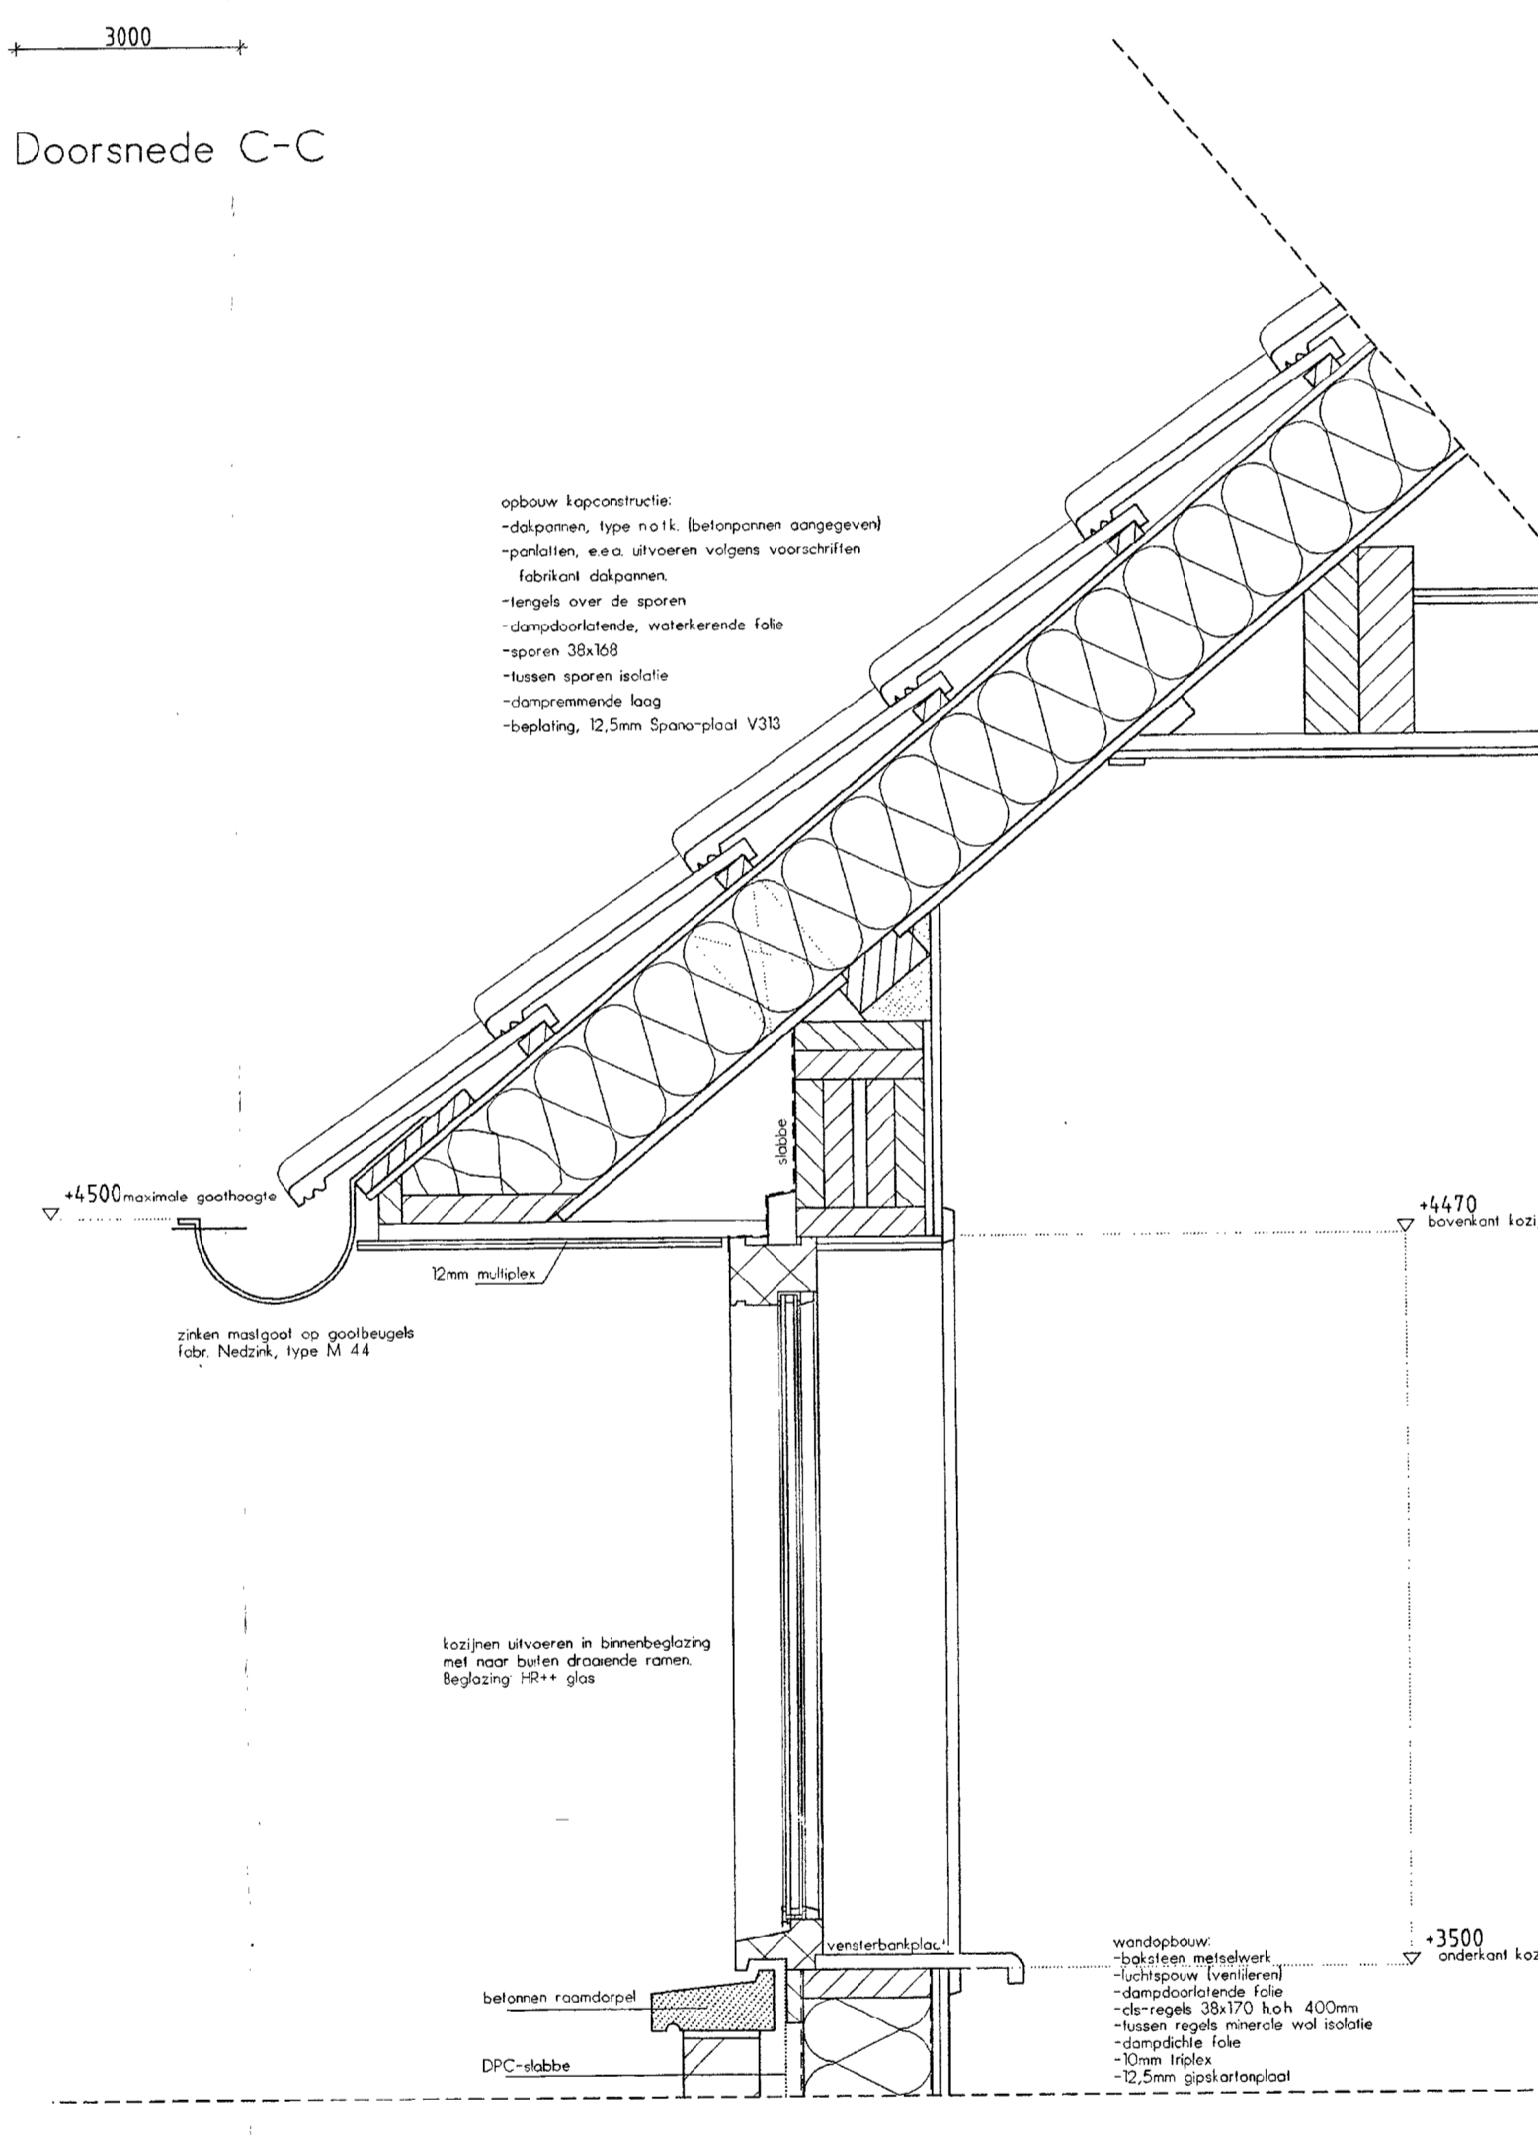 3000
Doorsnede C-C
opbouw kapconstructie:
-dakpannen, type n o t k. (betonpannen aangegeven)
-panlatten, e.e.a. uitvoeren volgens voorschriften
fabrikant dakpannen.
-tengels over de sporen
-dampdoorlatende, waterkerende folie
-sporen 38x168
-tussen sporen isolatie
-dampremmende laag
-beplating, 12,5mm Spano-plaat V313
slabbe
+4500 maximale goothoogte
+4470
bovenkant kozi
12mm multiplex
zinken mastgoot op gootbeugels
fabr. Nedzink, type M 44
kozijnen uitvoeren in binnenbeglazing
met naar buiten draaiende ramen.
Beglazing HR++ glas
vensterbankplaat
+3500
onderkant koz
wandopbouw:
-baksteen metselwerk
-luchtspouw (ventileren)
-dampdoorlatende folie
-cls-regels 38x170 h.o.h 400mm
-tussen regels minerale wol isolatie
-dampdichte folie
-10mm triplex
-12,5mm gipskartonplaat
betonnen raamdorpel
DPC-slabbe